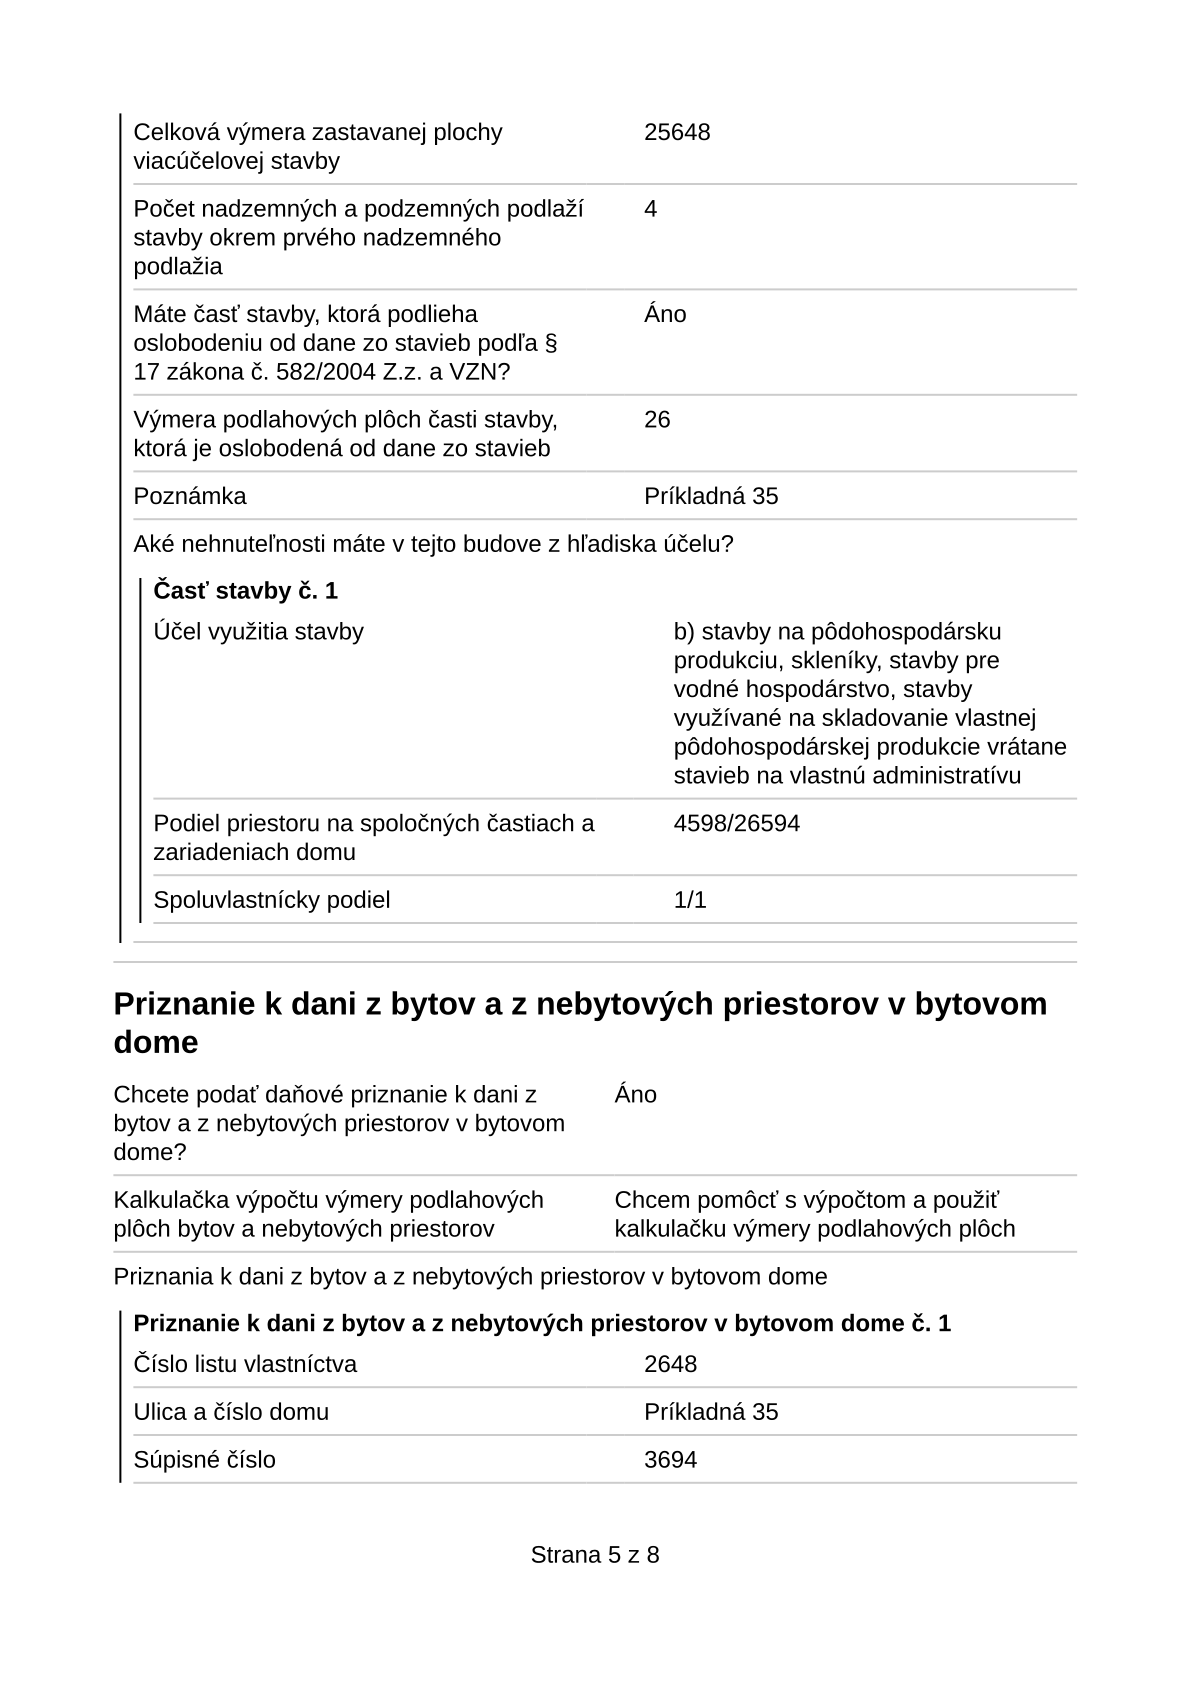 Celková výmera zastavanej plochy 25648
viacúčelovej stavby
Počet nadzemných a podzemných podlaží 4
stavby okrem prvého nadzemného
podlažia
Máte časť stavby, ktorá podlieha Áno
oslobodeniu od dane zo stavieb podľa §
17 zákona č. 582/2004 Z.z. a VZN?
Výmera podlahových plôch časti stavby, 26
ktorá je oslobodená od dane zo stavieb
Poznámka Príkladná 35
Aké nehnuteľnosti máte v tejto budove z hľadiska účelu?
Časť stavby č. 1
Účel využitia stavby b) stavby na pôdohospodársku
produkciu, skleníky, stavby pre
vodné hospodárstvo, stavby
využívané na skladovanie vlastnej
pôdohospodárskej produkcie vrátane
stavieb na vlastnú administratívu
Podiel priestoru na spoločných častiach a 4598/26594
zariadeniach domu
Spoluvlastnícky podiel 1/1
Priznanie k dani z bytov a z nebytových priestorov v bytovom
dome
Chcete podať daňové priznanie k dani z Áno
bytov a z nebytových priestorov v bytovom
dome?
Kalkulačka výpočtu výmery podlahových Chcem pomôcť s výpočtom a použiť
plôch bytov a nebytových priestorov kalkulačku výmery podlahových plôch
Priznania k dani z bytov a z nebytových priestorov v bytovom dome
Priznanie k dani z bytov a z nebytových priestorov v bytovom dome č. 1
Číslo listu vlastníctva 2648
Ulica a číslo domu Príkladná 35
Súpisné číslo 3694
Strana 5 z 8